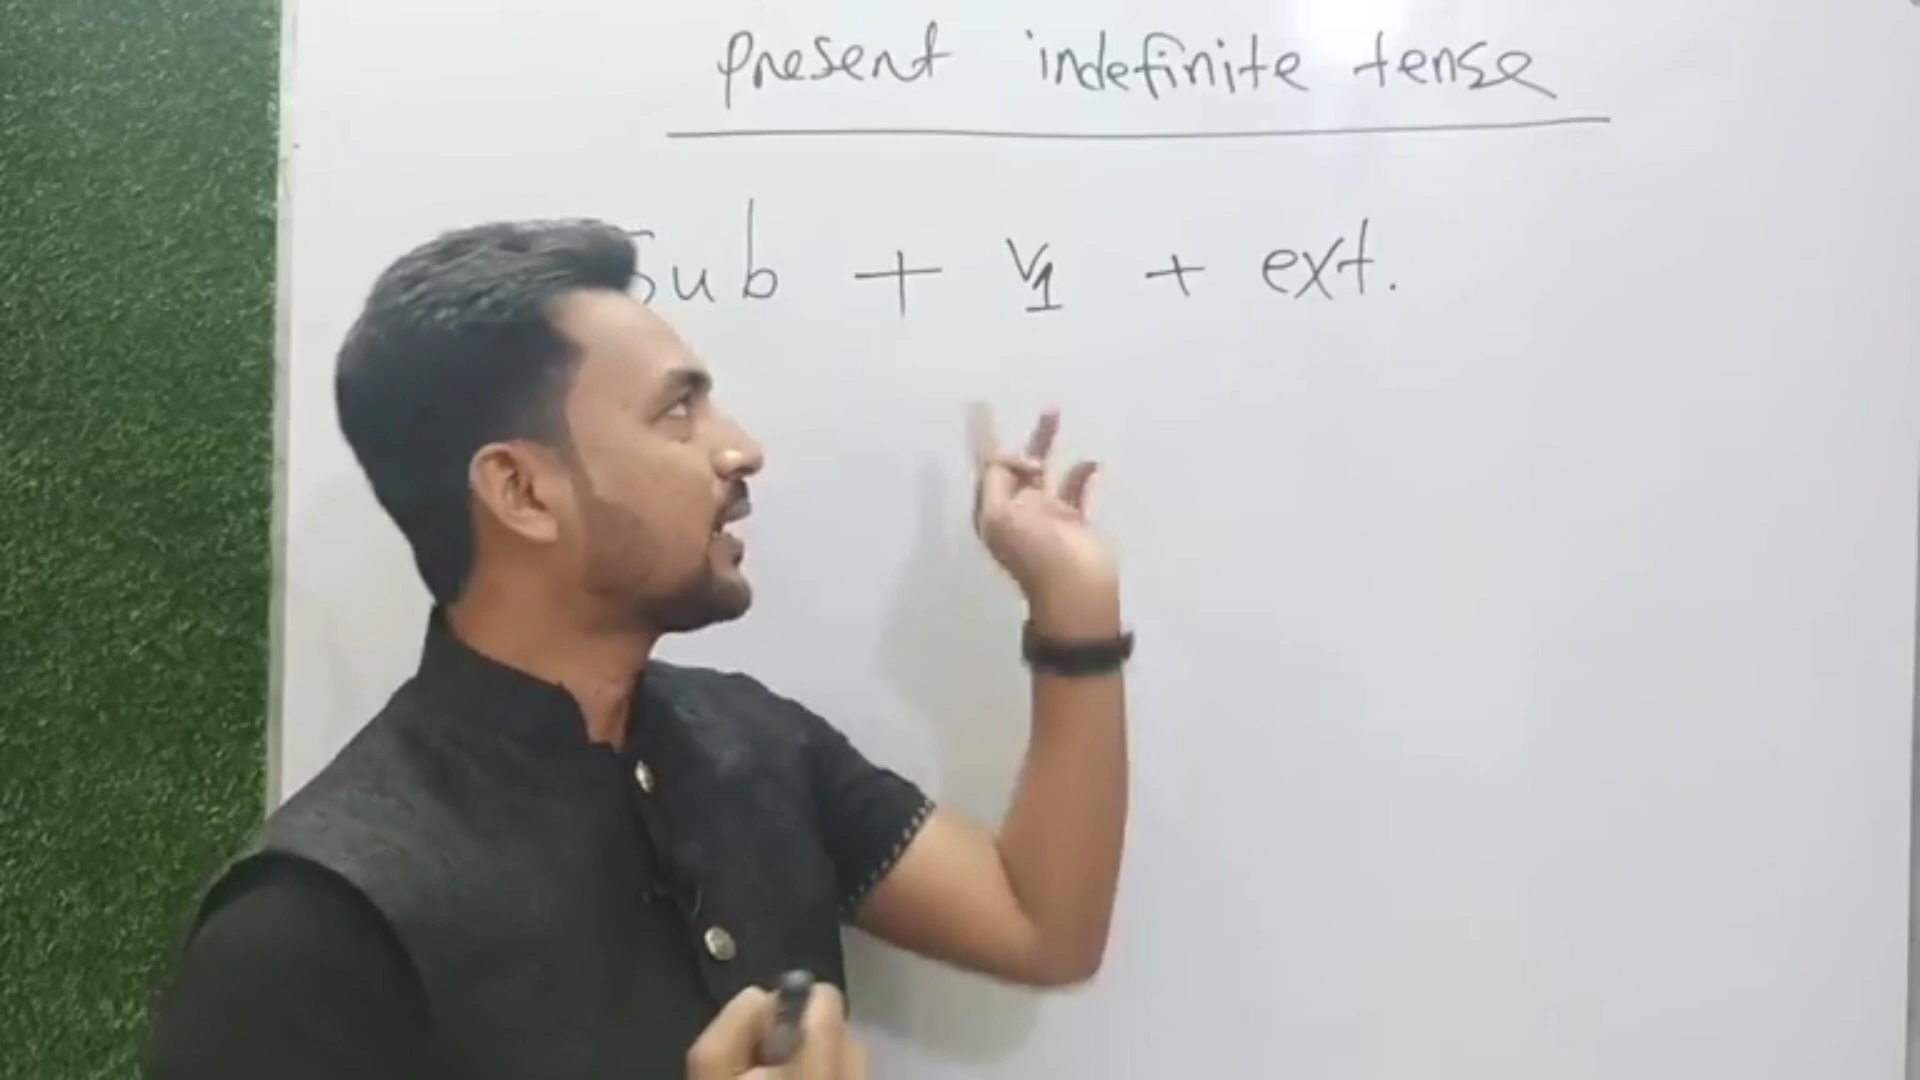 present indefinite tense
Sub + V1 + ext.